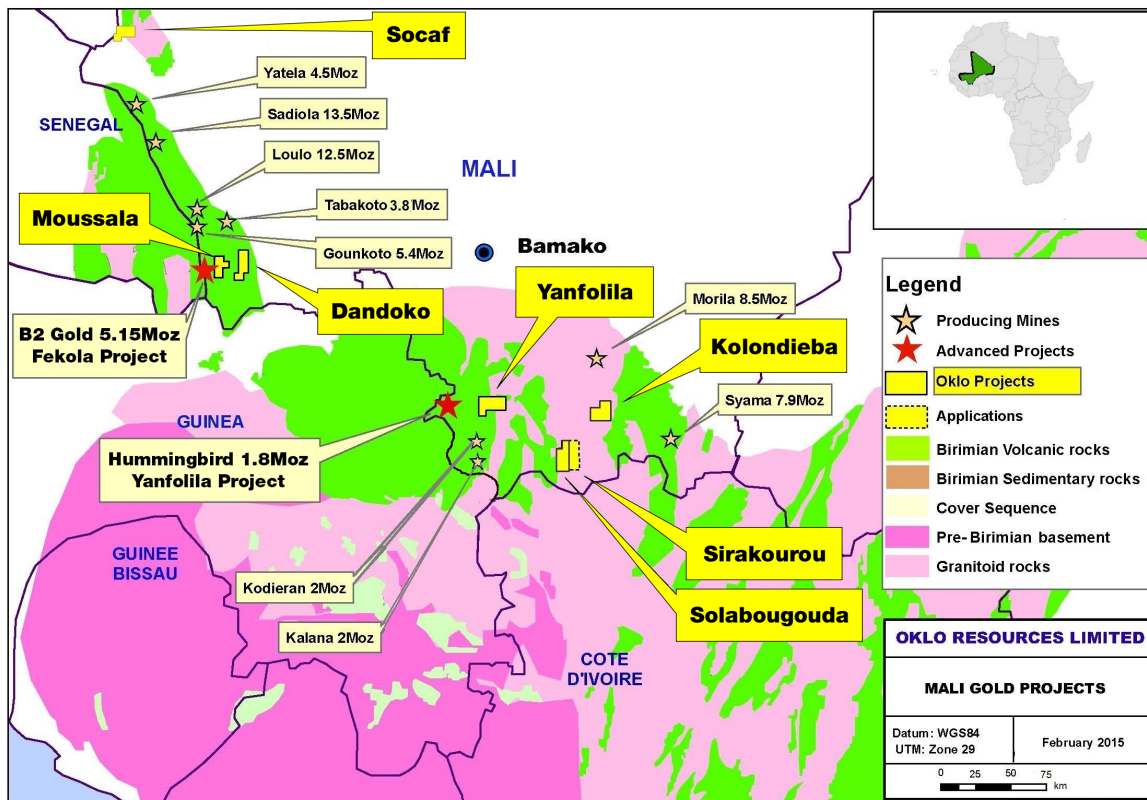 Socaf
Yatela 4.5Moz
SENEGAL
Sadiola 13.5Moz
Loulo 12.5Moz
MALI
Moussala
Tabakoto 3.8 Moz
Gounkoto 5.4Moz
Bamako
Dandoko
Yanfolila
Morila 8.5Moz
B2 Gold 5.15Moz
Fekola Project
Kolondieba
GUINEA
Syama 7.9Moz
Hummingbird 1.8Moz
Yanfolila Project
GUINEE
BISSAU
Sirakourou
Kodieran 2Moz
Solabougouda
Kalana 2Moz
COTE
D'IVOIRE
Legend
Producing Mines
Advanced Projects
Oklo Projects
Applications
Birimian Volcanic rocks
Birimian Sedimentary rocks
Cover Sequence
Pre-Birimian basement
Granitoid rocks
OKLO RESOURCES LIMITED
MALI GOLD PROJECTS
Datum: WGS84
UTM: Zone 29
February 2015
0 25 50 75
km